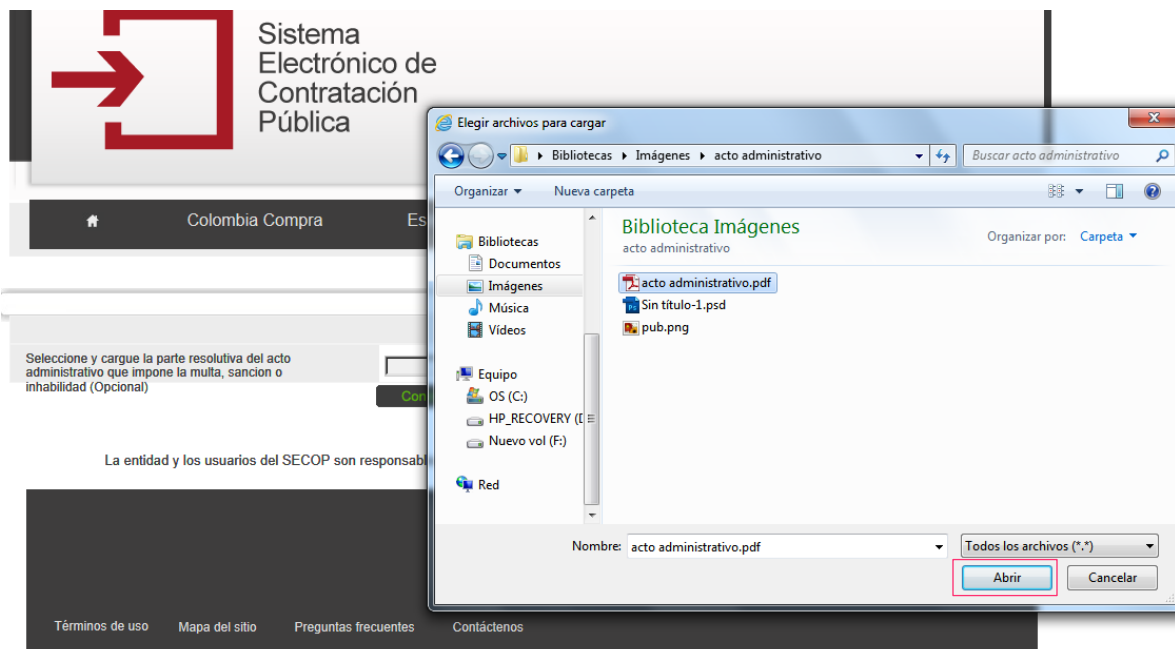 Sistema
Electrónico de
Contratación
Pública
Colombia Compra
Seleccione y cargue la parte resolutiva del acto
administrativo que impone la multa, sancion o
inhabilidad (Opcional)
La entidad y los usuarios del SECOP son
Términos de uso Mapa del sitio Preguntas frecuentes Contáctenos
Elegir archivos para cargar
Bibliotecas Imágenes acto administrativo
Buscar acto administrativo
Organizar Nueva carpeta
Bibliotecas
Documentos
Imágenes
Música
Vídeos
Equipo
OS (C:)
HP_RECOVERY
Nuevo vol (F:)
Red
Biblioteca Imágenes
acto administrativo
Organizar por: Carpeta
acto administrativo.pdf
Sin título-1.psd
pub.png
Nombre: acto administrativo.pdf
Todos los archivos (*.*)
Abrir Cancelar